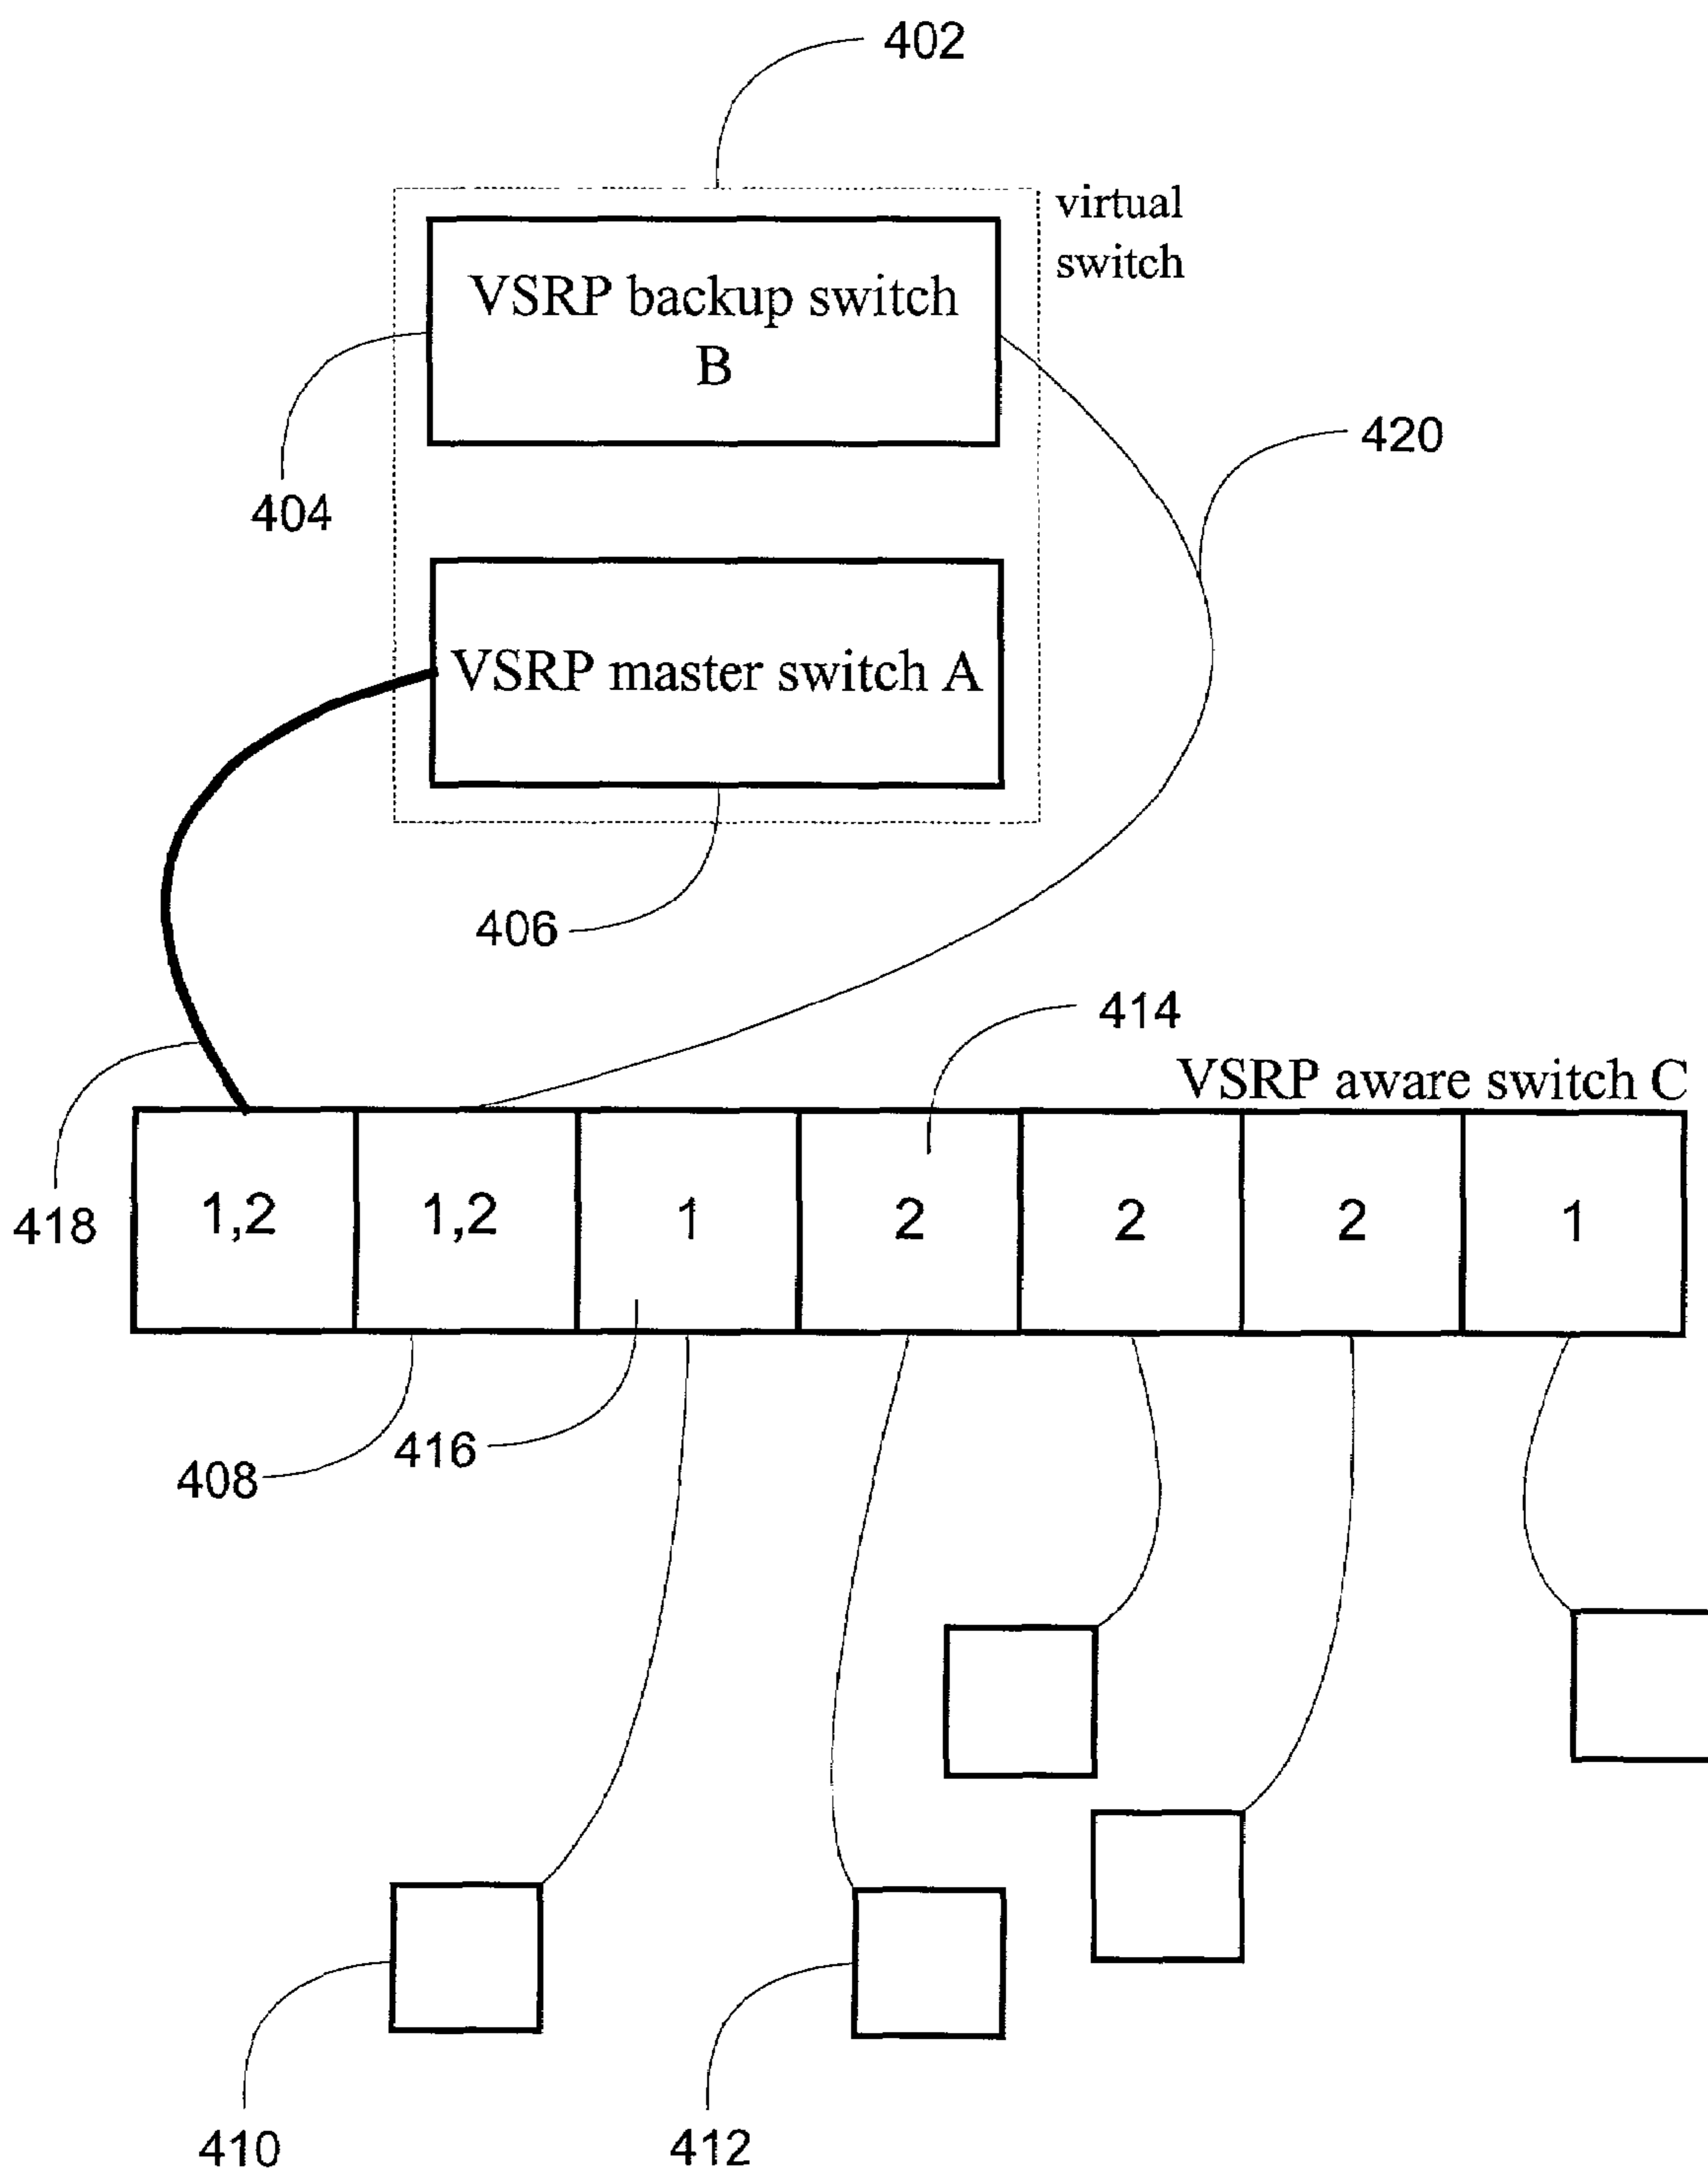 402
virtual
switch
VSRP backup switch
B
404
420
VSRP master switch A
406
414
VSRP aware switch C
418
1,2
1,2
1
2
2
2
1
416
408
410
412